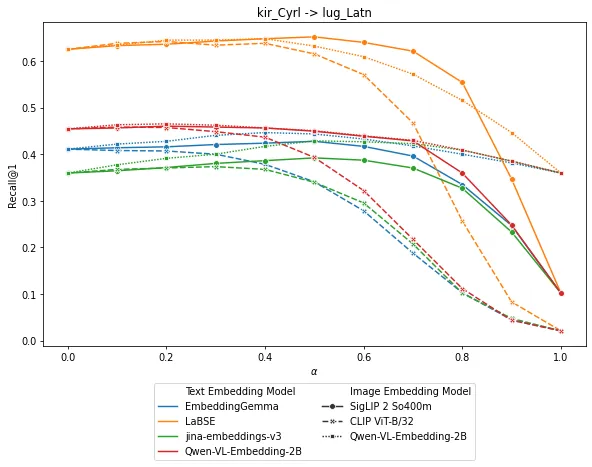 kir_Cyrl -> lug_Latn
Recall@1
0.6
0.5
0.4
0.3
0.2
0.1
0.0
0.0 0.2 0.4 0.6 0.8 1.0
α
Text Embedding Model
EmbeddingGemma
LaBSE
jina-embeddings-v3
Qwen-VL-Embedding-2B
Image Embedding Model
SigLIP 2 So400m
CLIP ViT-B/32
Qwen-VL-Embedding-2B